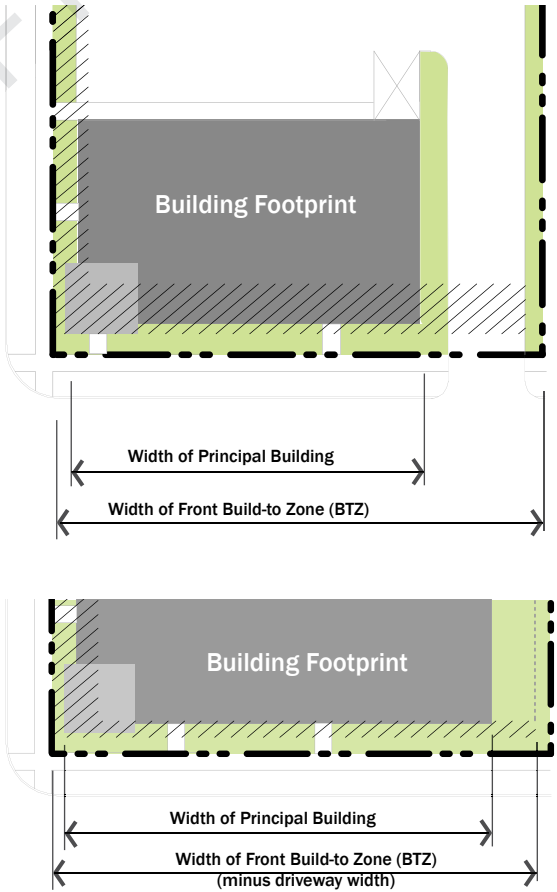 Building Footprint
Width of Principal Building
Width of Front Build-to Zone (BTZ)
Building Footprint
Width of Principal Building
Width of Front Build-to Zone (BTZ)
(minus driveway width)